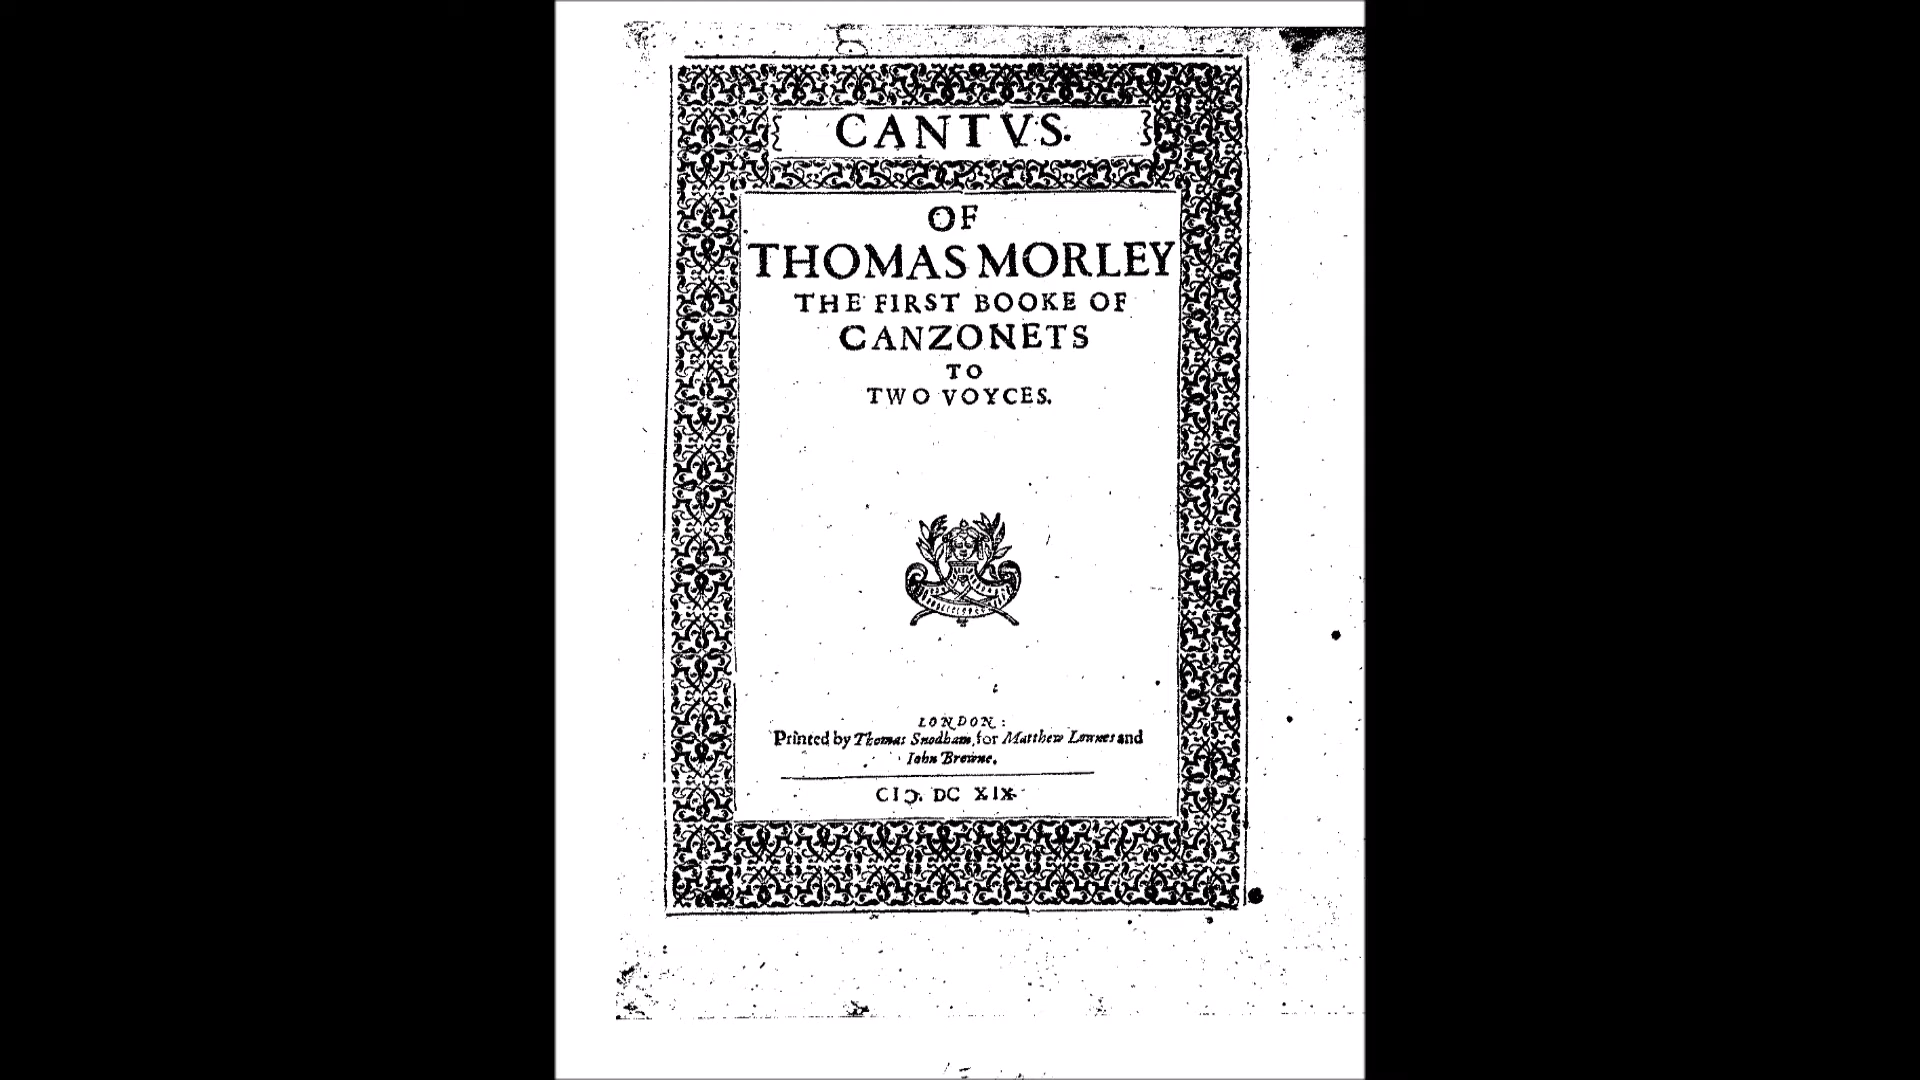 CANTVS.
OF
THOMAS MORLEY
THE FIRST BOOKE OF
CANZONETS
TO
TWO VOYCES.
LONDON:
Printed by Thomas Snodham, for Matthew Lownes and
Iohn Browne.
CIↃ. DC XIX